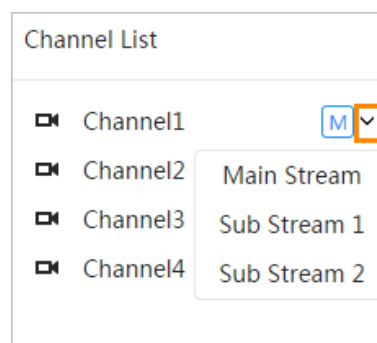 Channel List
Channel1 M
Channel2 Main Stream
Channel3 Sub Stream 1
Channel4 Sub Stream 2